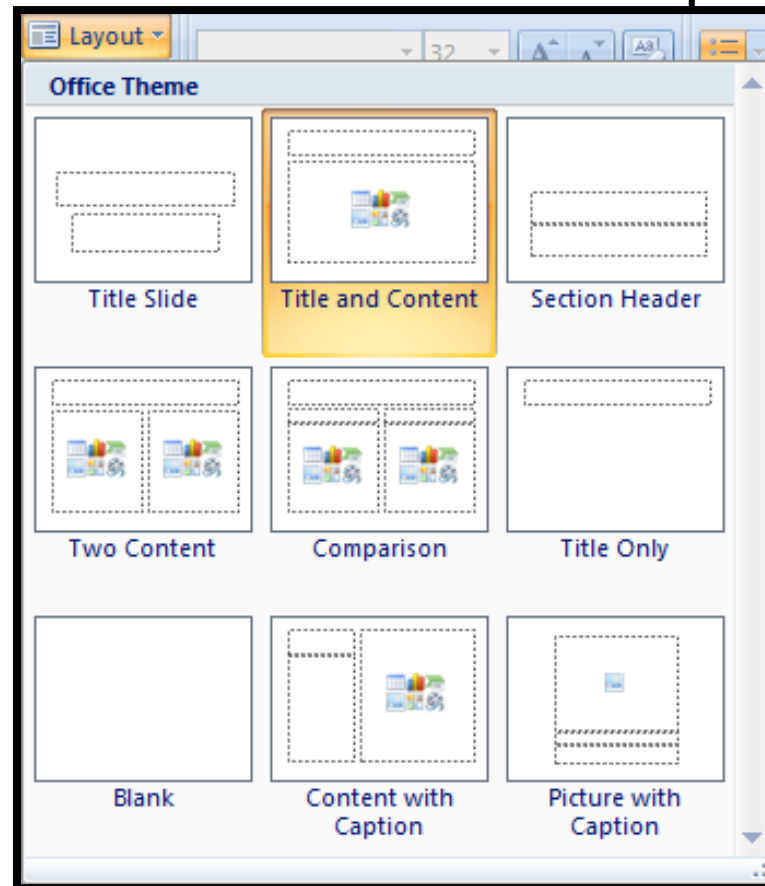 Layout
32
A A Aa
Office Theme
Title Slide Title and Content Section Header
Two Content Comparison Title Only
Blank Content with Caption Picture with Caption